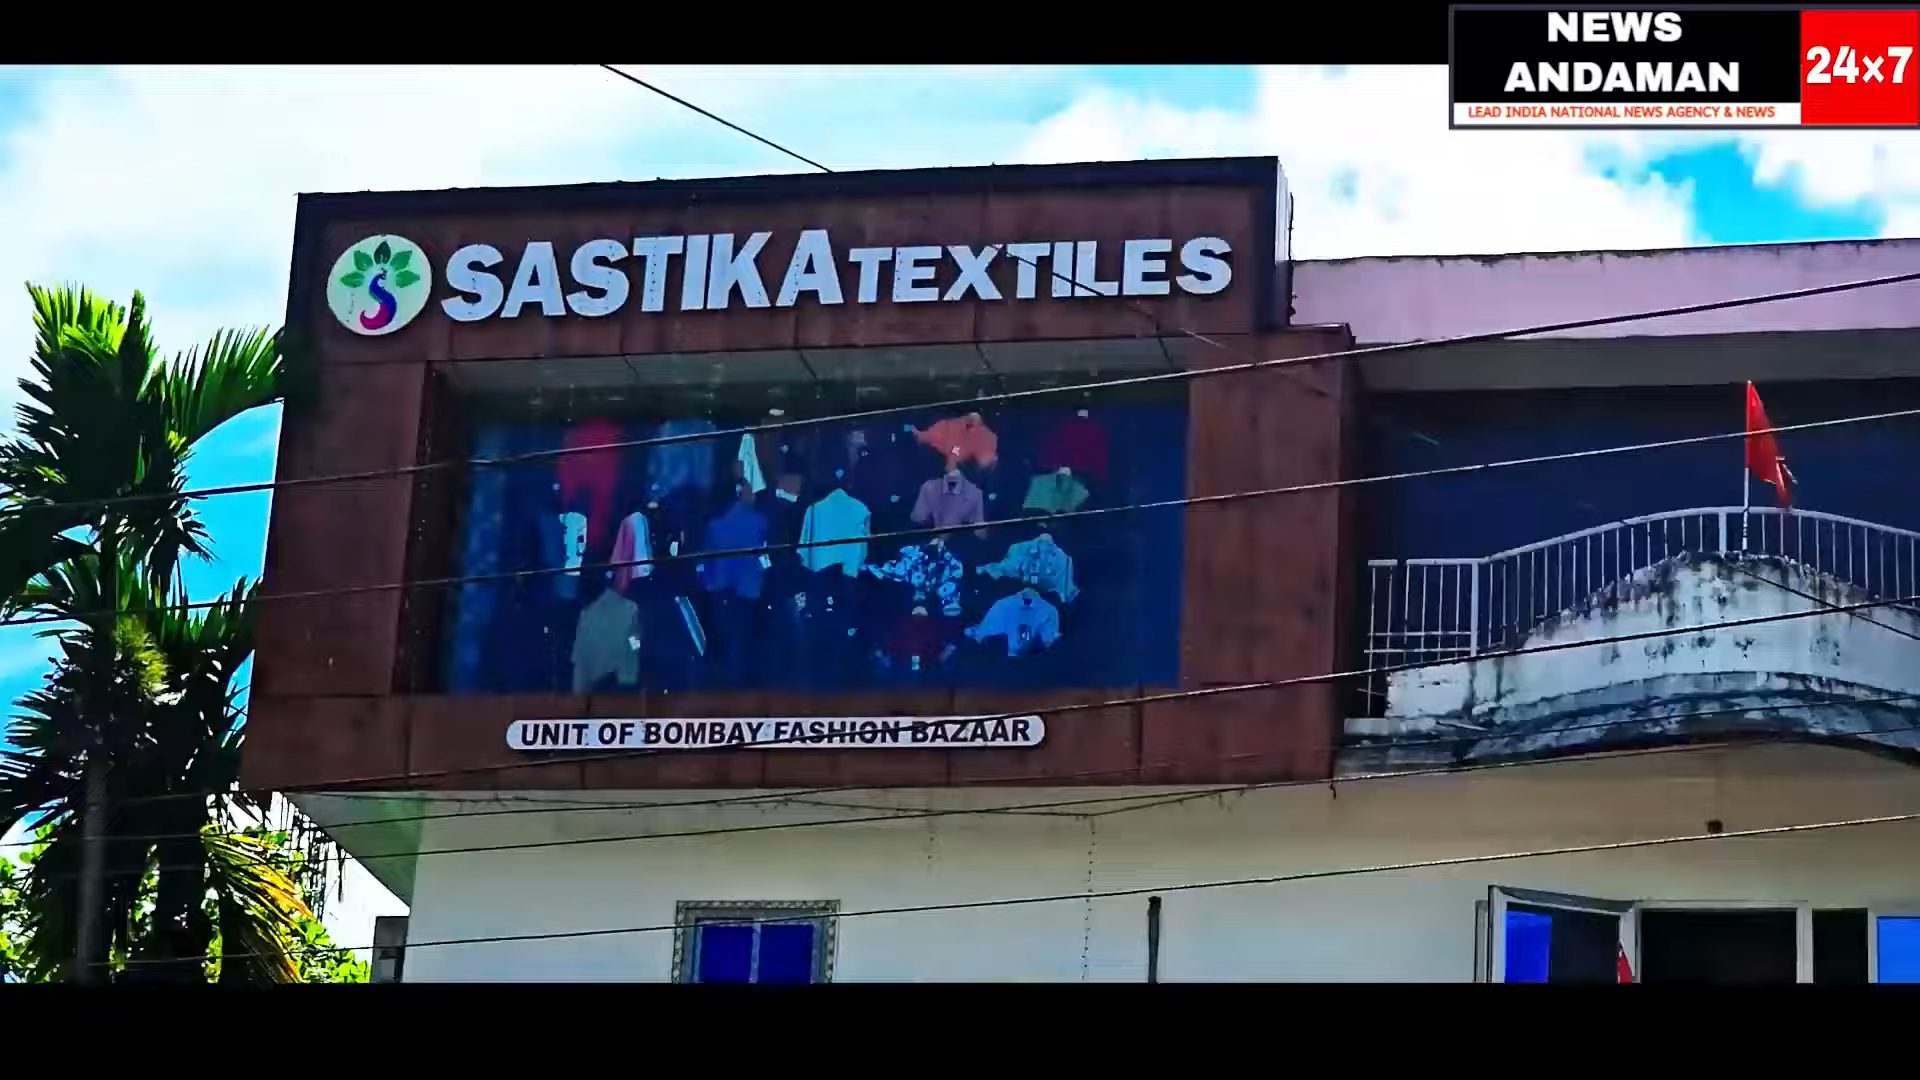 NEWS
ANDAMAN
24×7
LEAD INDIA NATIONAL NEWS AGENCY & NEWS
SASTIKA TEXTILES
UNIT OF BOMBAY FASHION BAZAAR